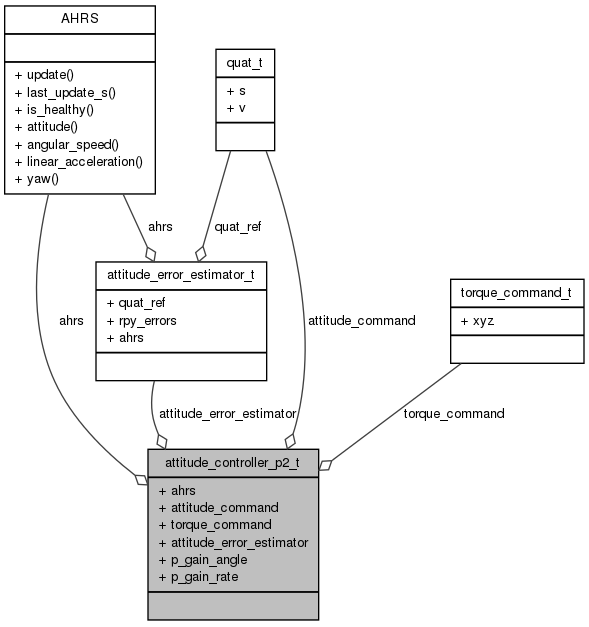 AHRS
+ update()
+ last_update_s()
+ is_healthy()
+ attitude()
+ angular_speed()
+ linear_acceleration()
+ yaw()
quat_t
+ s
+ v
ahrs
quat_ref
attitude_error_estimator_t
+ quat_ref
+ rpy_errors
+ ahrs
torque_command_t
+ xyz
ahrs
attitude_command
attitude_error_estimator
torque_command
attitude_controller_p2_t
+ ahrs
+ attitude_command
+ torque_command
+ attitude_error_estimator
+ p_gain_angle
+ p_gain_rate